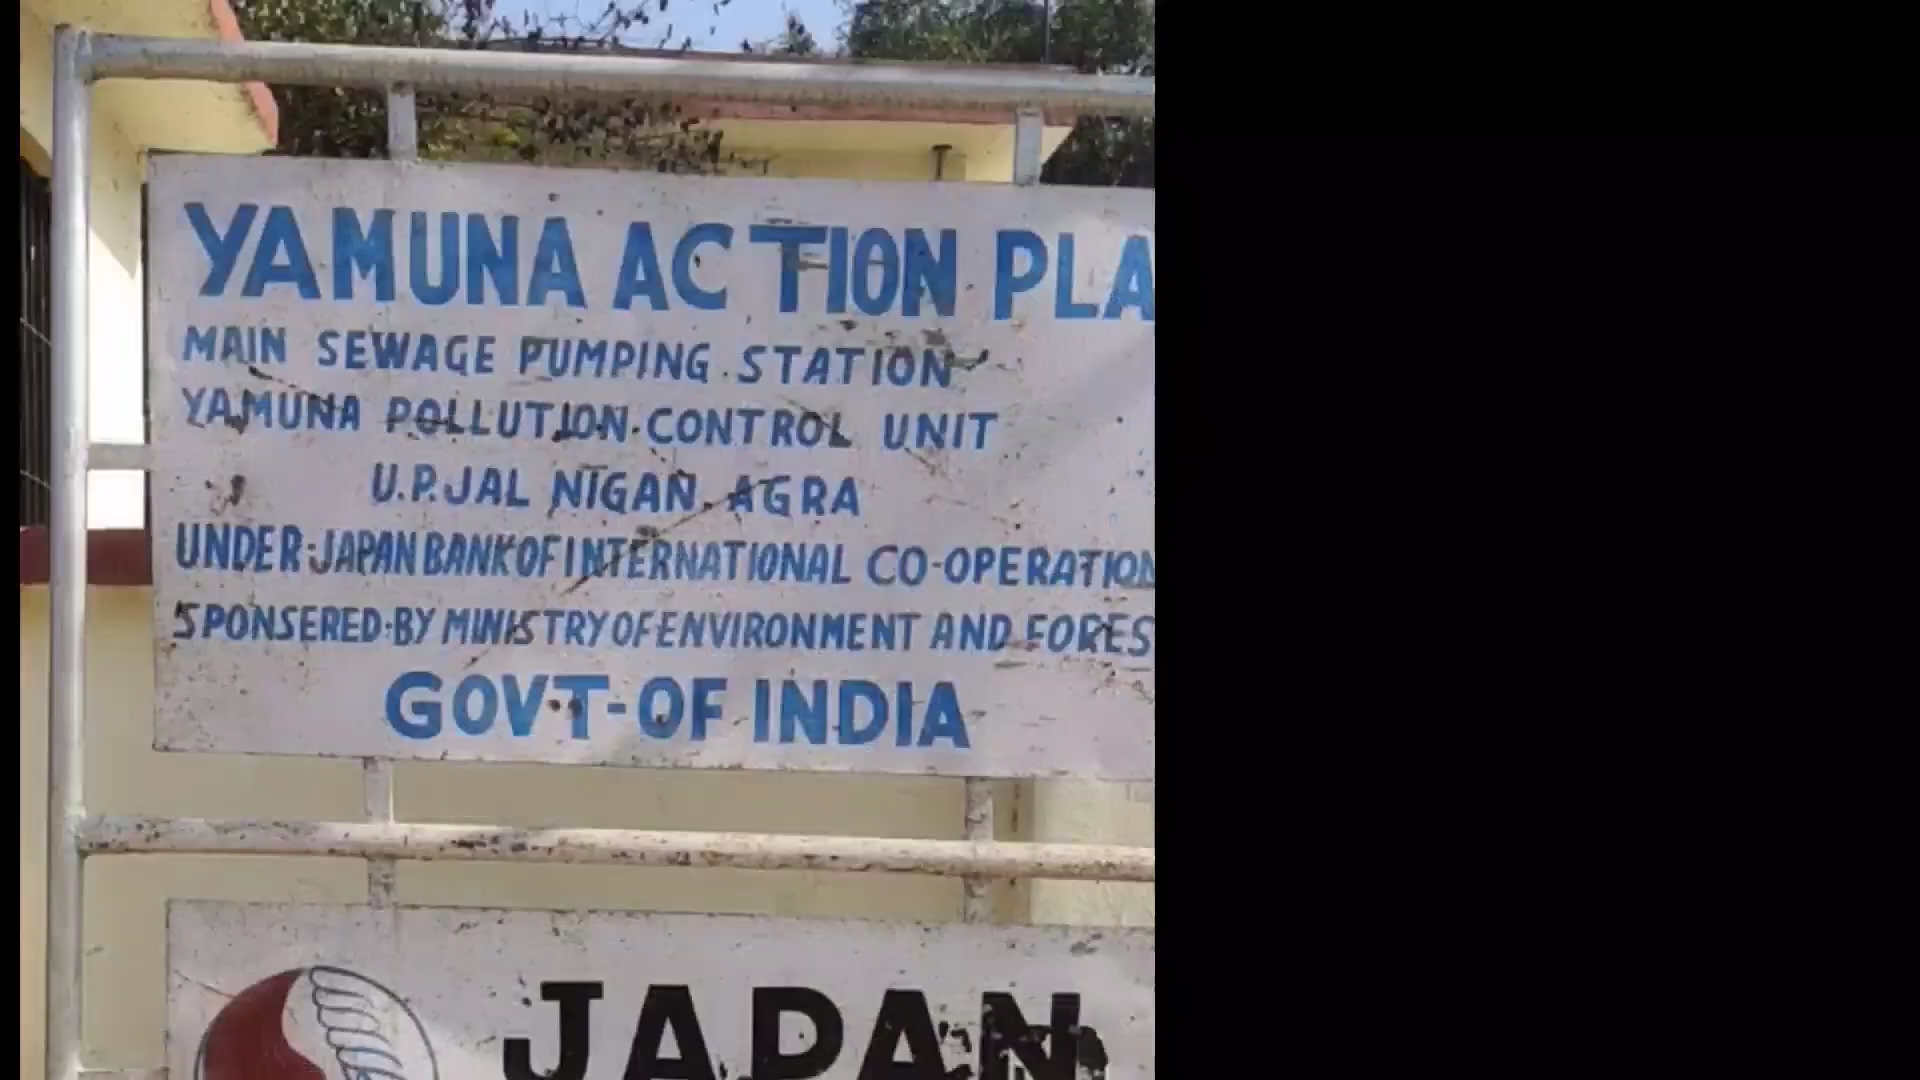 YAMUNA ACTION PLA
MAIN SEWAGE PUMPING STATION
YAMUNA POLLUTION CONTROL UNIT
U.P.JAL NIGAN. AGRA
UNDER-JAPAN BANK OF INTERNATIONAL CO-OPERATION
SPONSERED-BY MINISTRY OF ENVIRONMENT AND FORES
GOVT-OF INDIA
JAPAN